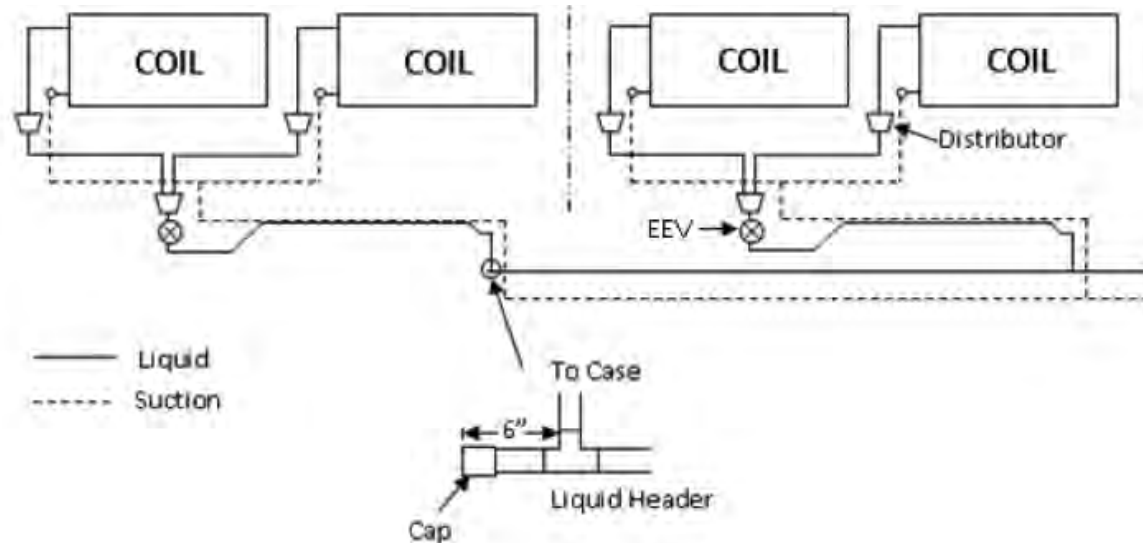 COIL COIL COIL COIL
Distributor
EEV
Liquid
To Case
Suction
6”
Liquid Header
Cap